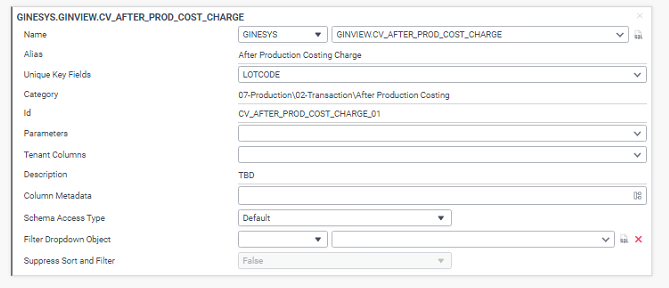 GINESYS.GINVIEW.CV_AFTER_PROD_COST_CHARGE
Name GINESYS GINVIEW.CV_AFTER_PROD_COST_CHARGE
Alias After Production Costing Charge
Unique Key Fields LOTCODE
Category 07-Production\02-Transaction\After Production Costing
Id CV_AFTER_PROD_COST_CHARGE_01
Parameters
Tenant Columns
Description TBD
Column Metadata
Schema Access Type Default
Filter Dropdown Object
Suppress Sort and Filter False